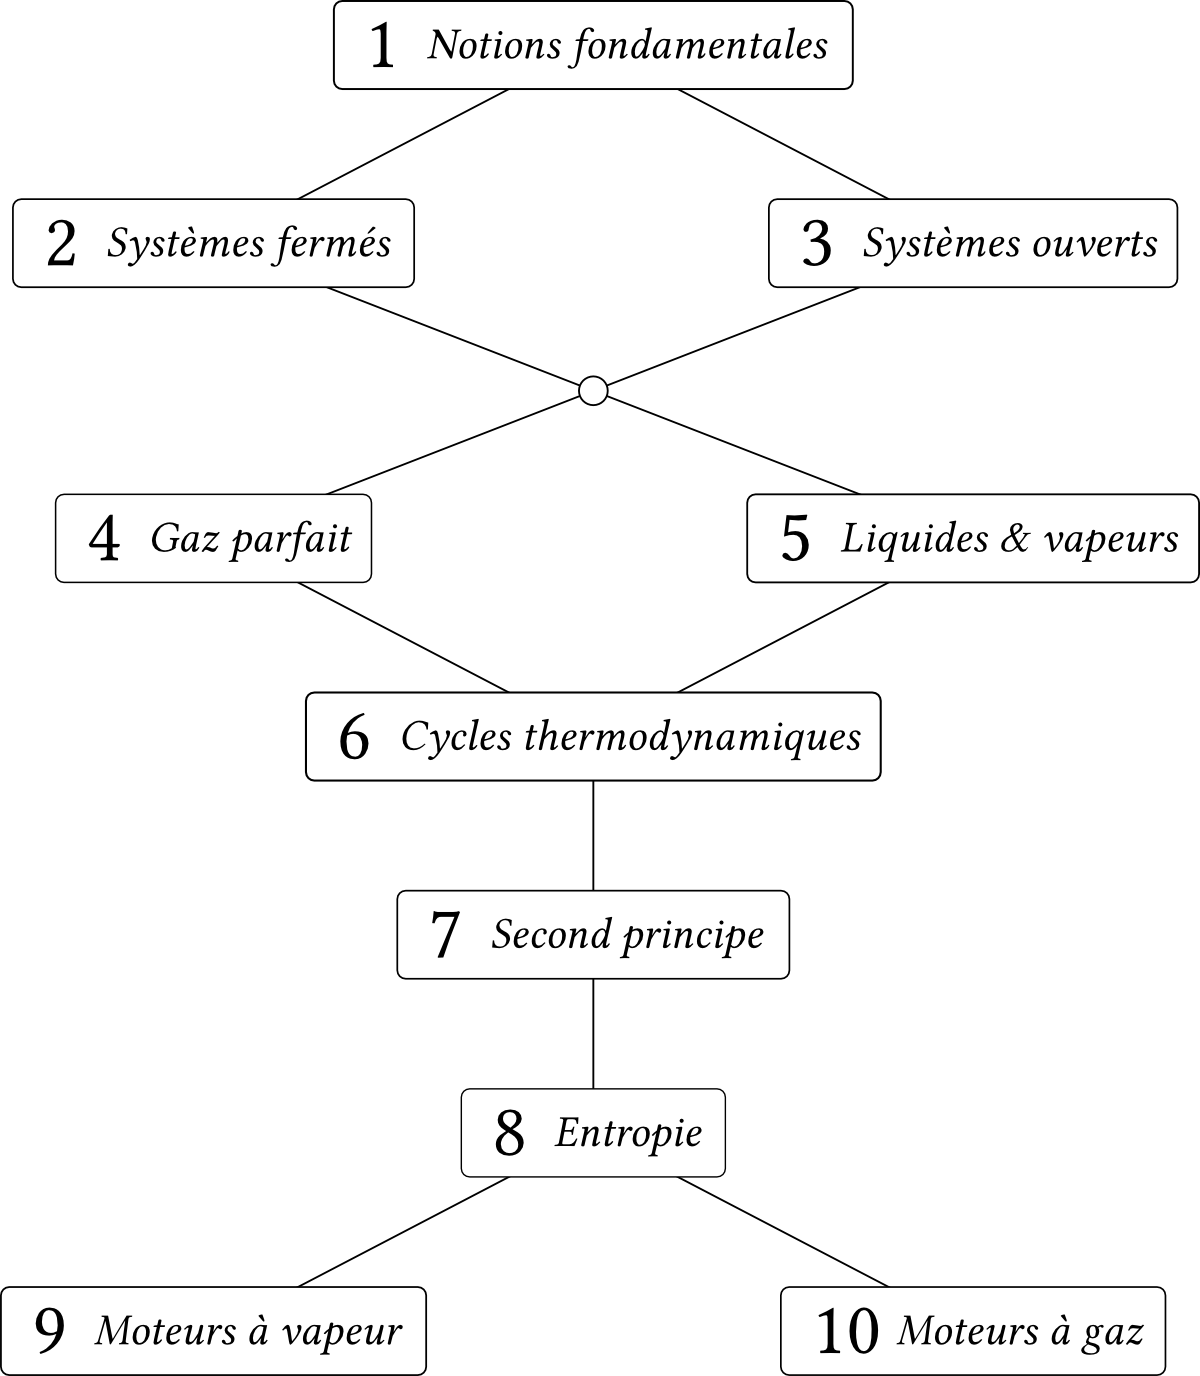 1 Notions fondamentales
2 Systèmes fermés
3 Systèmes ouverts
4 Gaz parfait
5 Liquides & vapeurs
6 Cycles thermodynamiques
7 Second principe
8 Entropie
9 Moteurs à vapeur
10 Moteurs à gaz